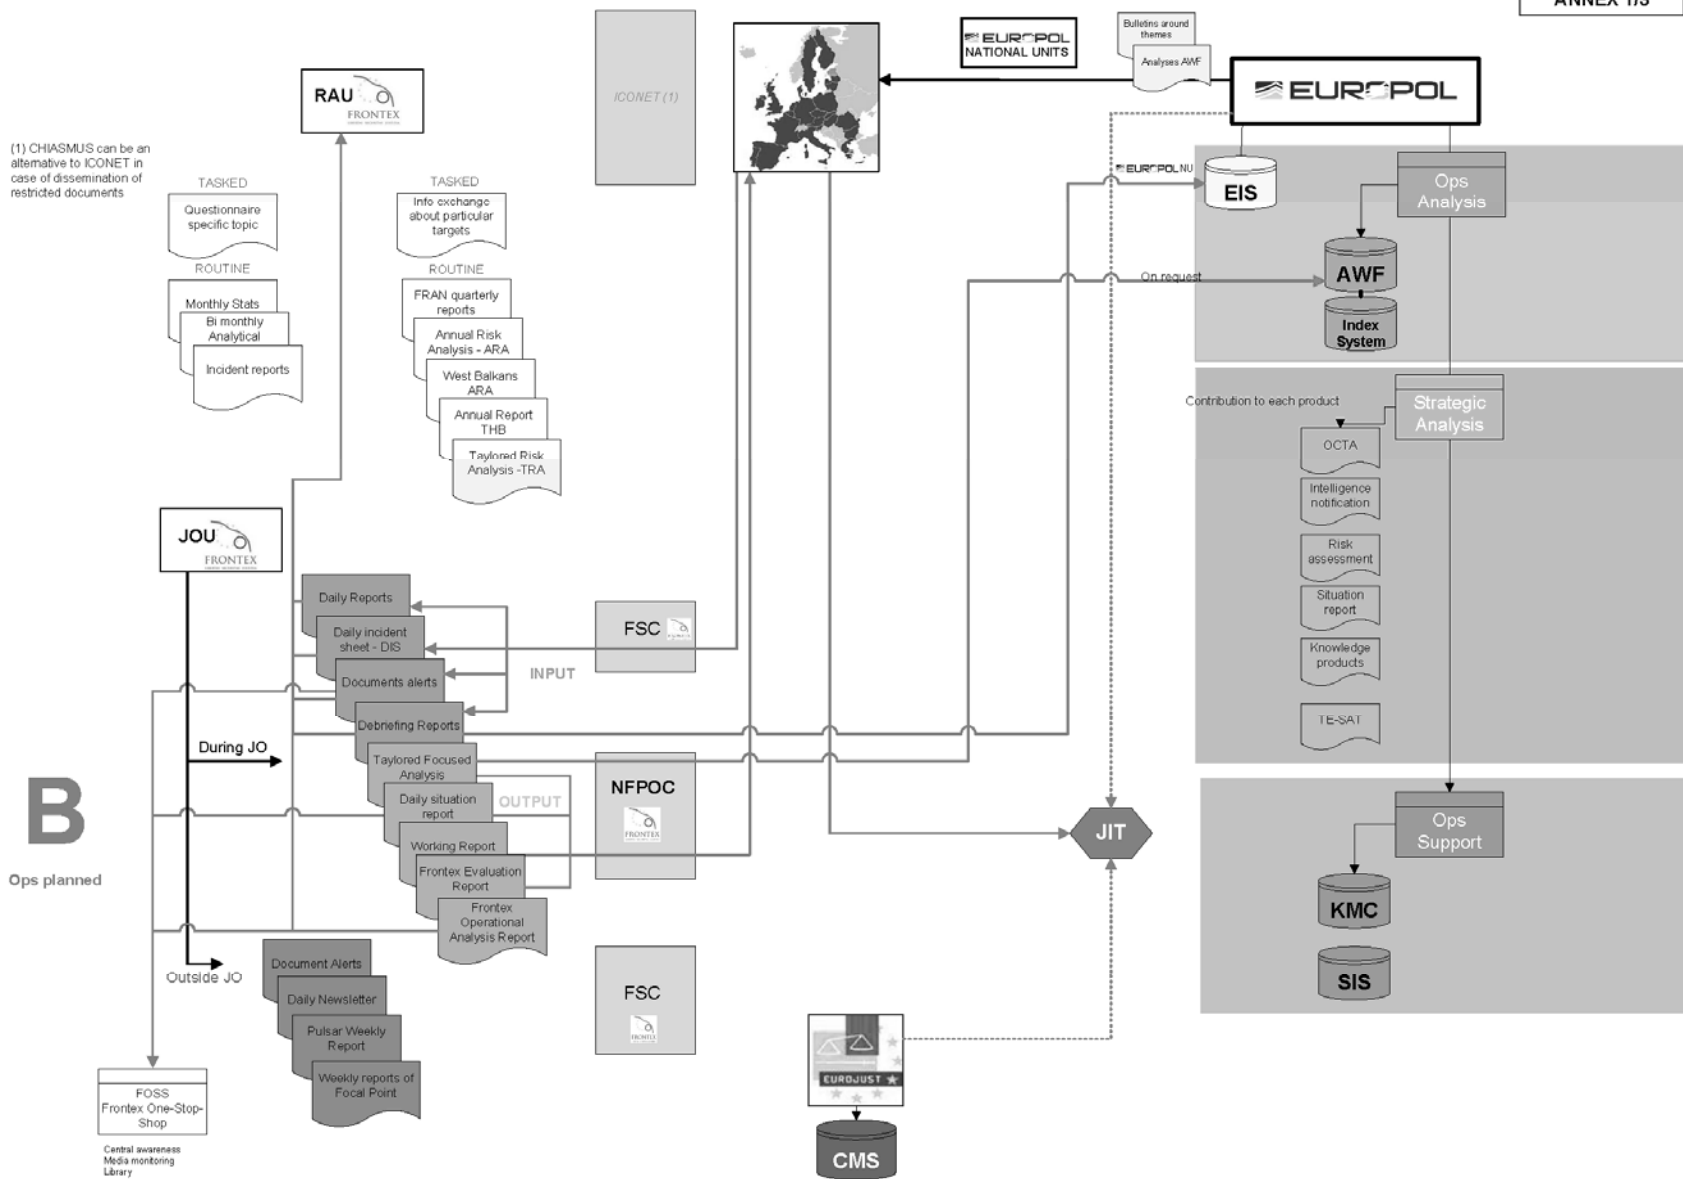 ANNEX 1/3
RAU
FRONTEX
(1) CHIASMUS can be an
alternative to ICONET in
case of dissemination of
restricted documents
TASKED
Questionnaire
specific topic
ROUTINE
Monthly Stats
Bi monthly
Analytical
Incident reports
TASKED
Info exchange
about particular
targets
ROUTINE
FRAN quarterly
reports
Annual Risk
Analysis - ARA
West Balkans
ARA
Annual Report
THB
Taylored Risk
Analysis -TRA
ICONET (1)
EUROPOL
NATIONAL UNITS
Bulletins around
themes
Analyses AWF
EUROPOL
EUROPOL NU
EIS
Ops
Analysis
On request
AWF
Index
System
Contribution to each product
Strategic
Analysis
OCTA
Intelligence
notification
Risk
assessment
Situation
report
Knowledge
products
TE-SAT
Ops
Support
KMC
SIS
JOU
FRONTEX
Daily Reports
Daily incident
sheet - DIS
Documents alerts
Debriefing Reports
Taylored Focused
Analysis
Daily situation
report
Working Report
Frontex Evaluation
Report
Frontex
Operational
Analysis Report
INPUT
OUTPUT
FSC
NFPOC
FRONTEX
FSC
FRONTEX
During JO
Outside JO
B
Ops planned
Document Alerts
Daily Newsletter
Pulsar Weekly
Report
Weekly reports of
Focal Point
FOSS
Frontex One-Stop-
Shop
Central awareness
Media monitoring
Library
JIT
EUROJUST
CMS